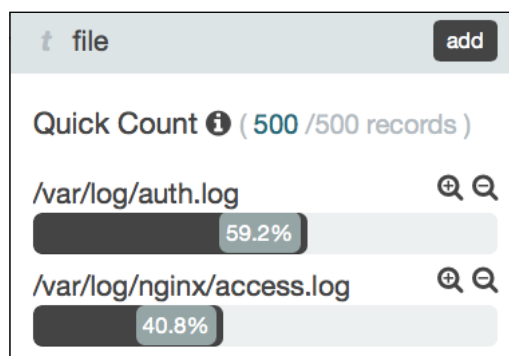 t file add
Quick Count ( 500 /500 records )
/var/log/auth.log
59.2%
/var/log/nginx/access.log
40.8%